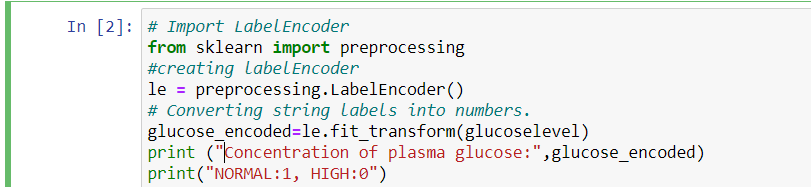 In [2]: # Import LabelEncoder
from sklearn import preprocessing
#creating labelEncoder
le = preprocessing.LabelEncoder()
# Converting string labels into numbers.
glucose_encoded=le.fit_transform(glucoselevel)
print ("Concentration of plasma glucose:",glucose_encoded)
print("NORMAL:1, HIGH:0")